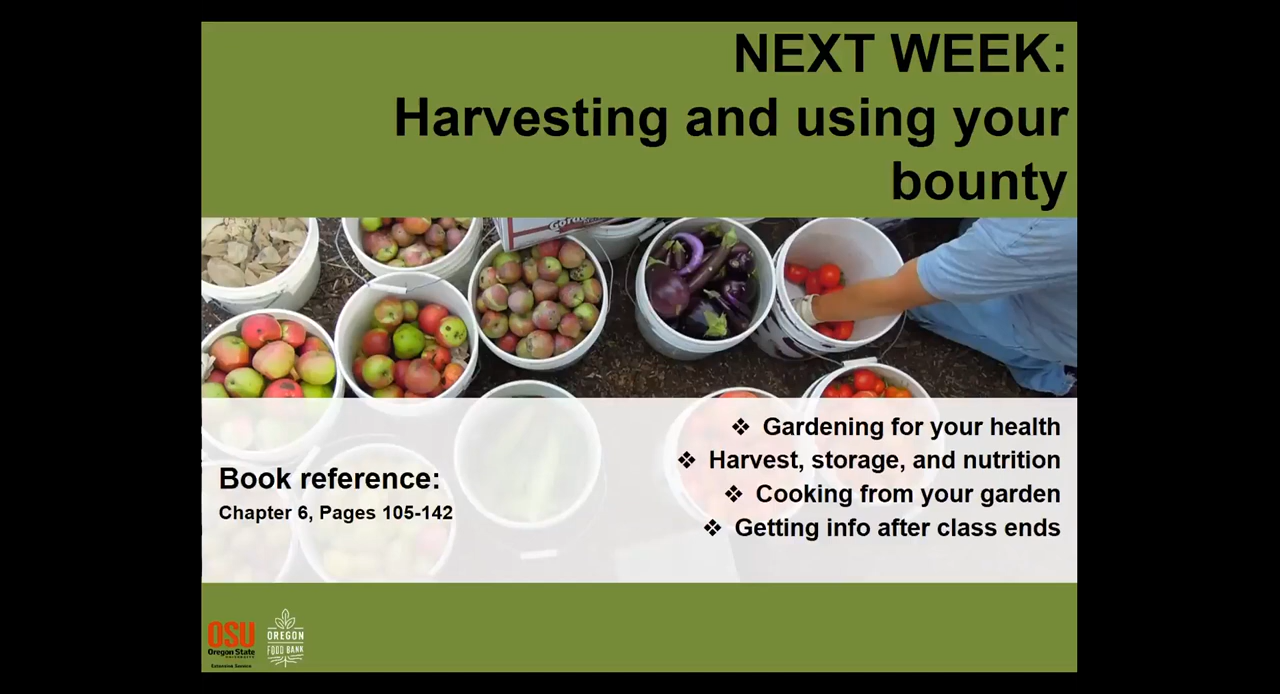 NEXT WEEK:
Harvesting and using your
bounty
❖ Gardening for your health
❖ Harvest, storage, and nutrition
❖ Cooking from your garden
❖ Getting info after class ends
Book reference:
Chapter 6, Pages 105-142
OSU
Oregon State
UNIVERSITY
Extension Service
OREGON
FOOD BANK